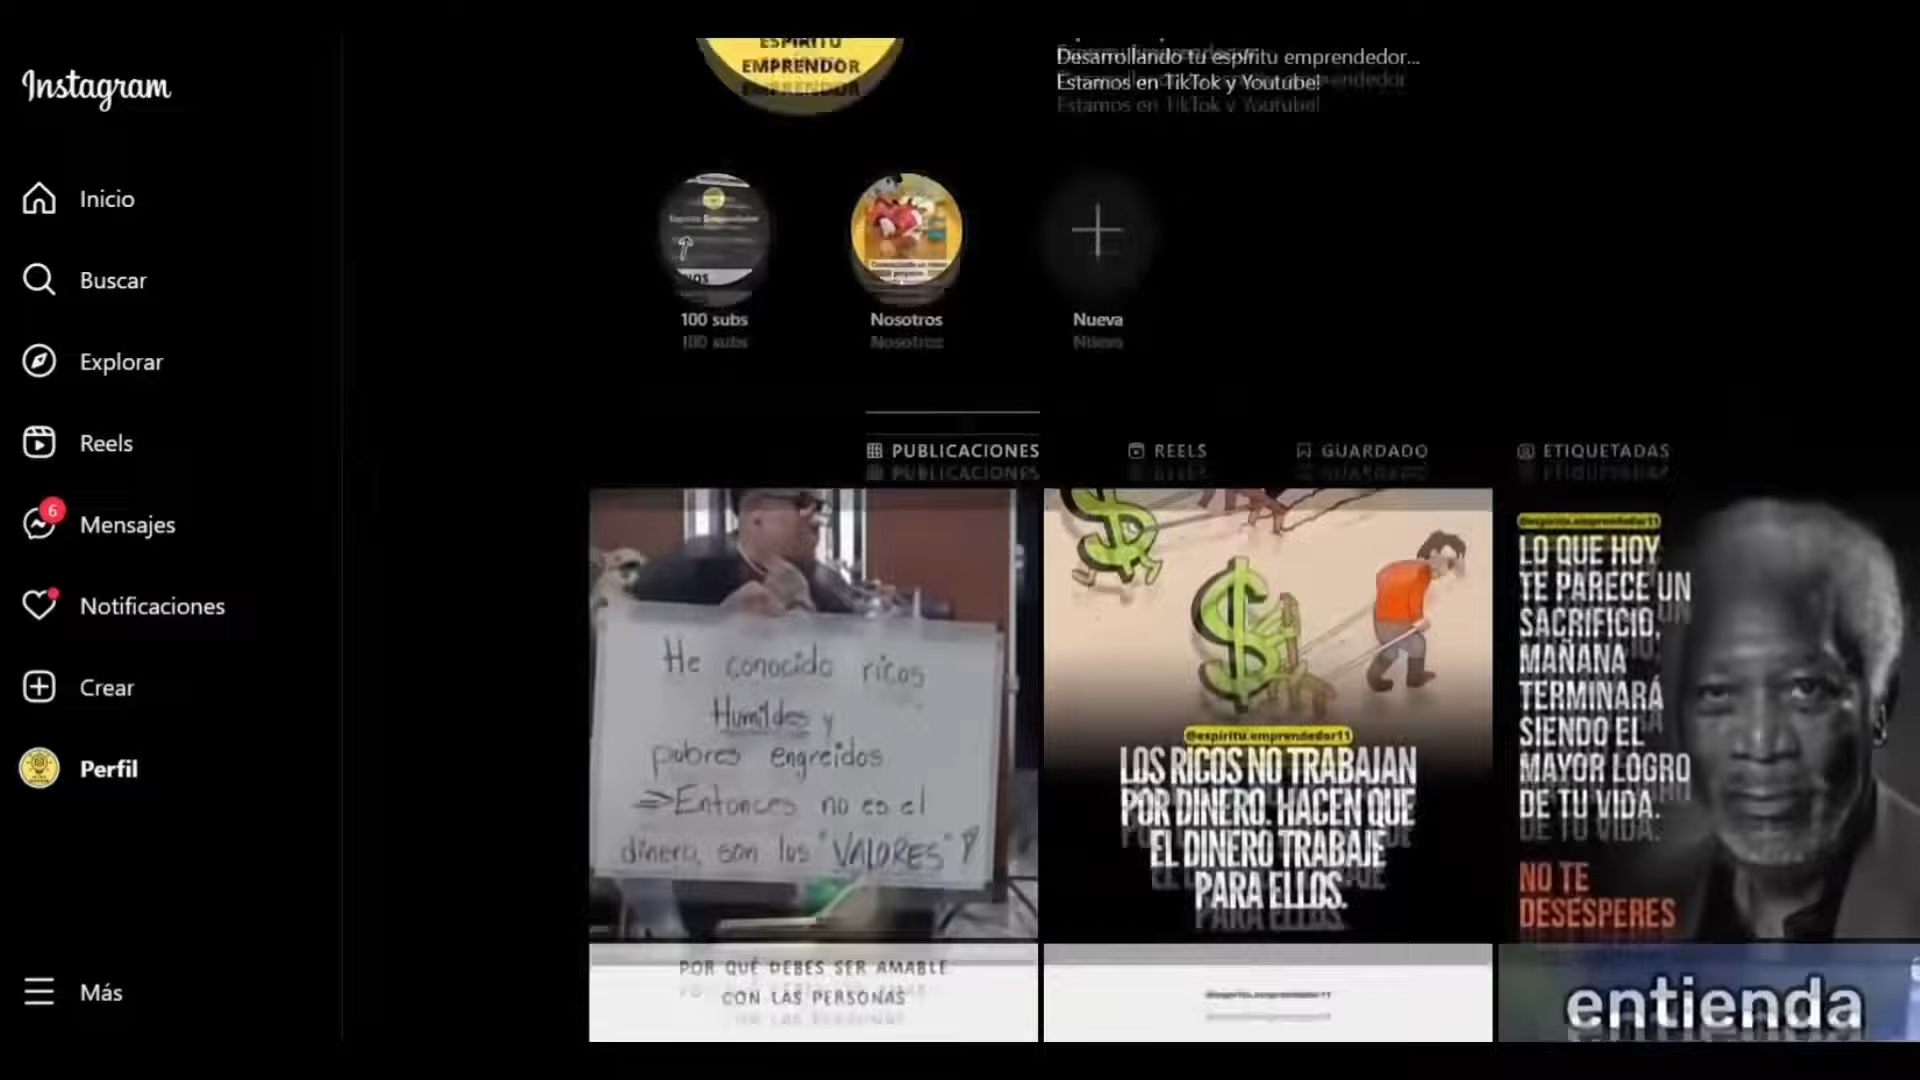 Instagram
Inicio
Buscar
Explorar
Reels
6
Mensajes
Notificaciones
Crear
Perfil
Más
ESPIRITU
EMPRENDOR
Desarrollando tu espíritu emprendedor...
Estamos en TikTok y Youtube!
100 subs
Nosotros
Nueva
PUBLICACIONES
REELS
GUARDADO
ETIQUETADAS
He conocido ricos
Humildes y
pobres engreidos
=>Entonces no es el
dinero, son los "VALORES"
@espiritu.emprendedor11
LOS RICOS NO TRABAJAN
POR DINERO. HACEN QUE
EL DINERO TRABAJE
PARA ELLOS.
@espiritu.emprendedor11
LO QUE HOY
TE PARECE UN
SACRIFICIO,
MAÑANA
TERMINARÁ
SIENDO EL
MAYOR LOGRO
DE TU VIDA.
NO TE
DESESPERES
POR QUÉ DEBES SER AMABLE
CON LAS PERSONAS
entienda